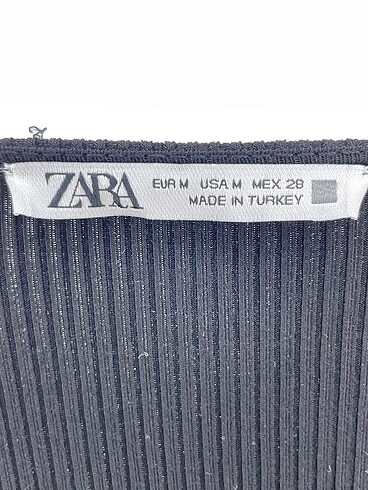 ZARA EUR M USA M MEX 28
MADE IN TURKEY